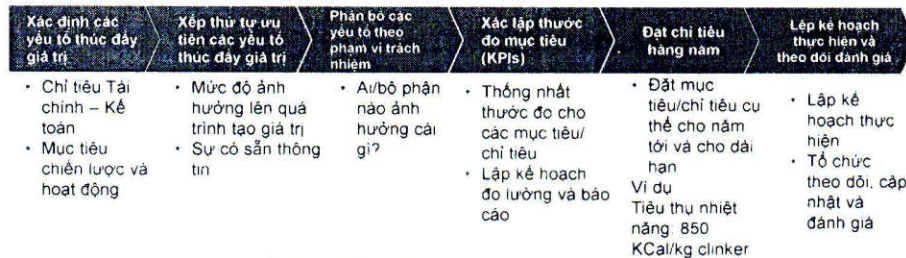 Xác định các
yếu tố thúc đẩy
giá trị
Xếp thứ tự ưu
tiên các yếu tố
thúc đẩy giá trị
Phân bổ các
yếu tố theo
phạm vi trách
nhiệm
Xác lập thước
đo mục tiêu
(KPIs)
Đặt chỉ tiêu
hàng năm
Lập kế hoạch
thực hiện và
theo dõi đánh giá
• Chỉ tiêu Tài
chính – Kế
toán
• Mục tiêu
chiến lược và
hoạt động
• Mức độ ảnh
hưởng lên quá
trình tạo giá trị
• Sự có sẵn thông
tin
• Ai/bộ phận
nào ảnh
hưởng cái
gì?
• Thống nhất
thước đo cho
các mục tiêu/
chỉ tiêu
• Lập kế hoạch
đo lường và báo
cáo
• Đặt mục
tiêu/chỉ tiêu cụ
thể cho năm
tới và cho dài
hạn
Ví dụ
Tiêu thụ nhiệt
năng: 850
KCal/kg clinker
• Lập kế
hoạch thực
hiện
• Tổ chức
theo dõi, cập
nhật và
đánh giá